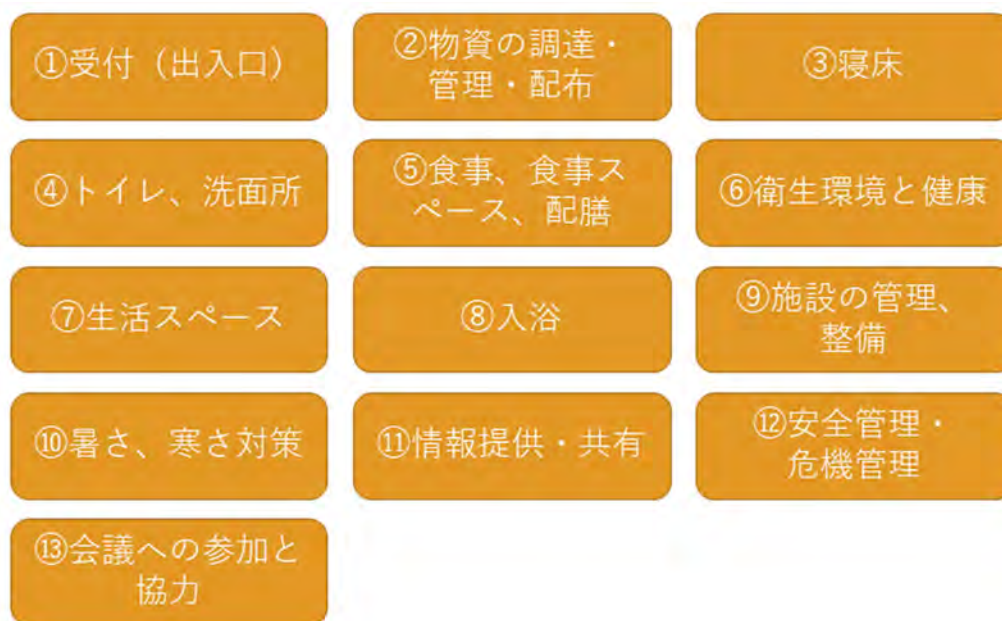 ①受付（出入口）
②物資の調達・
管理・配布
③寝床
④トイレ、洗面所
⑤食事、食事ス
ペース、配膳
⑥衛生環境と健康
⑦生活スペース
⑧入浴
⑨施設の管理、
整備
⑩暑さ、寒さ対策
⑪情報提供・共有
⑫安全管理・
危機管理
⑬会議への参加と
協力